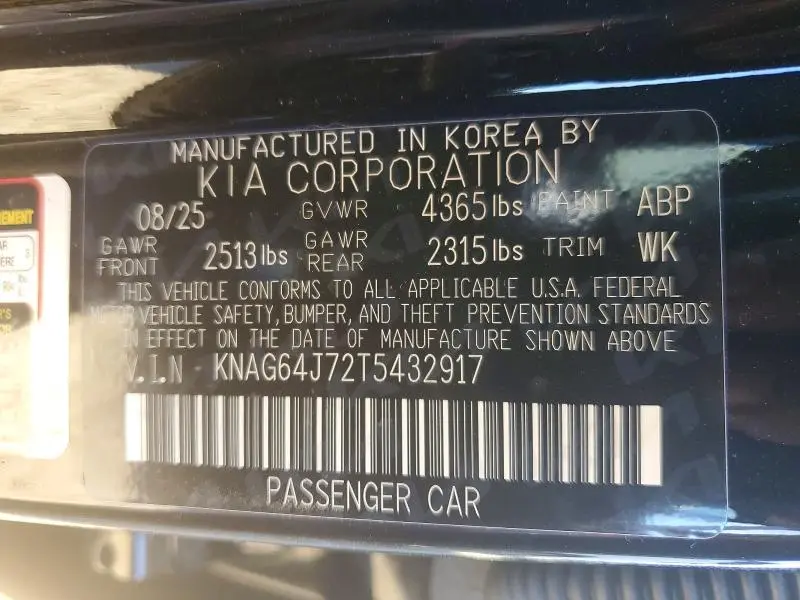 MANUFACTURED IN KOREA BY
KIA CORPORATION
08/25 GVWR 4365 lbs PAINT ABP
GAWR FRONT 2513 lbs GAWR REAR 2315 lbs TRIM WK
THIS VEHICLE CONFORMS TO ALL APPLICABLE U.S.A. FEDERAL
MOTOR VEHICLE SAFETY, BUMPER, AND THEFT PREVENTION STANDARDS
IN EFFECT ON THE DATE OF MANUFACTURE SHOWN ABOVE
V.I.N KNAG64J72T5432917
PASSENGER CAR